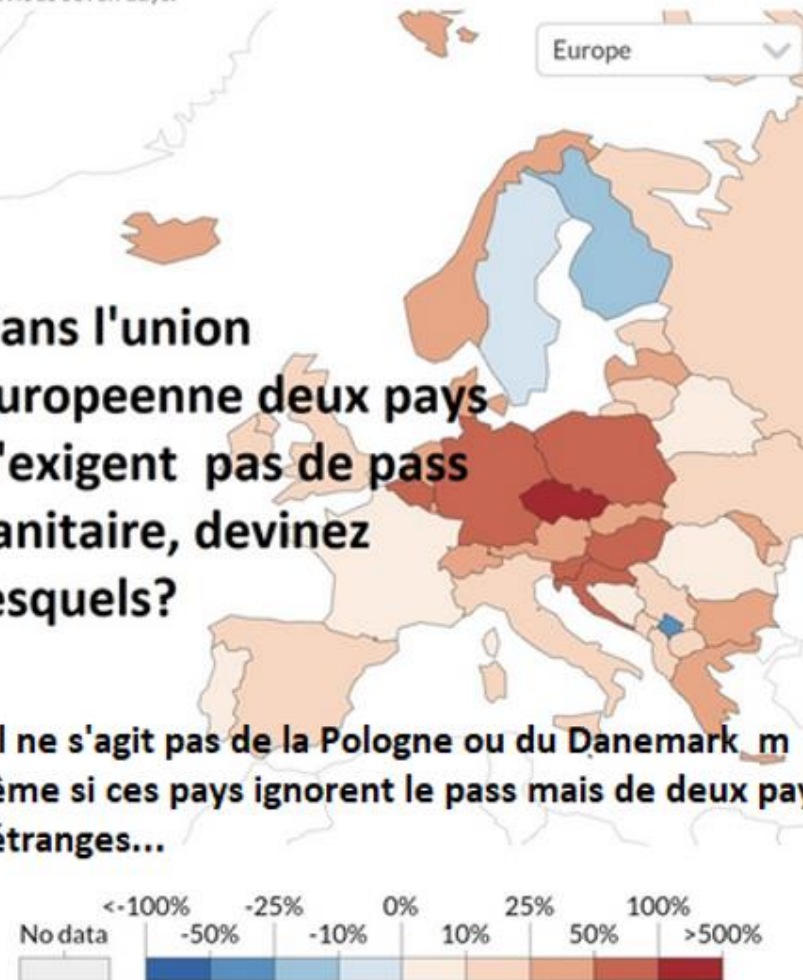 Europe
ans l'union
uropeenne deux pays
'exigent pas de pass
anitaire, devinez
esquels?
l ne s'agit pas de la Pologne ou du Danemark m
ème si ces pays ignorent le pass mais de deux pay
étranges...
<-100% -25% 0% 25% 100%
No data -50% -10% 10% 50% >500%